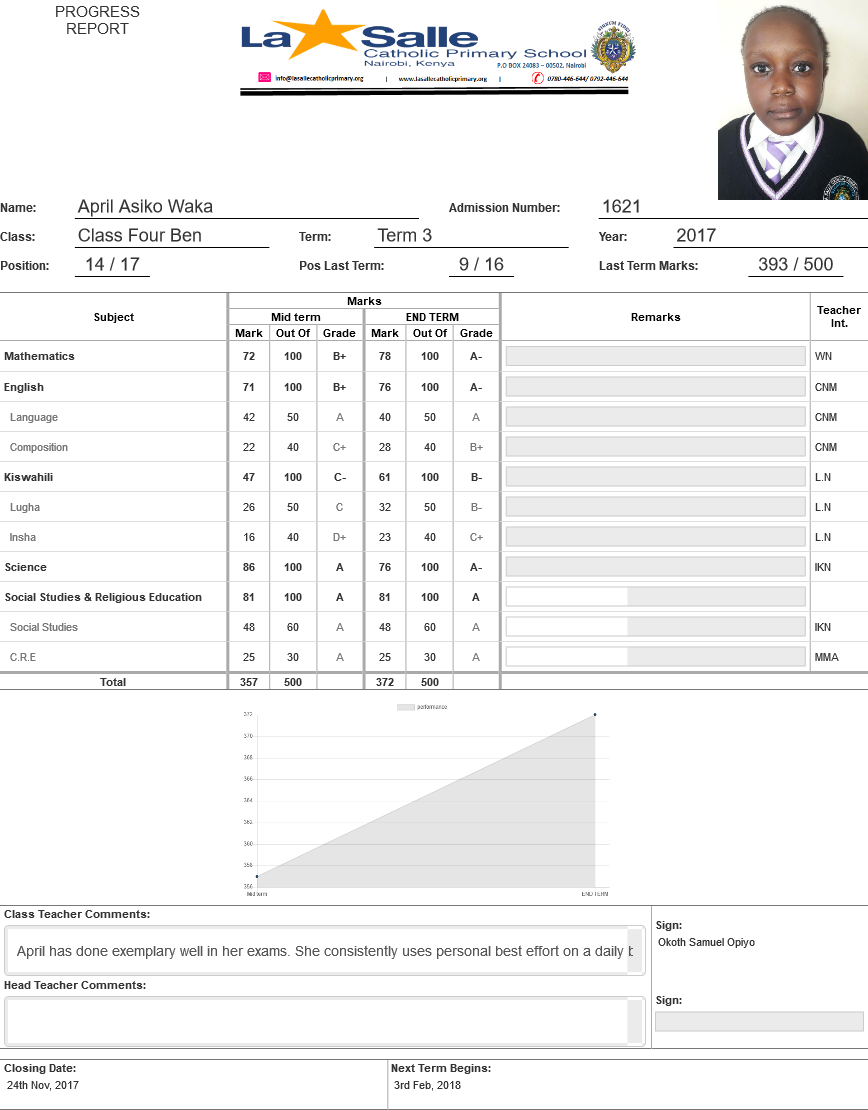 PROGRESS
REPORT
La Salle
Catholic Primary School
Nairobi, Kenya
P.O BOX 24083 – 00502, Nairobi
info@lasallecatholicprimary.org | www.lasallecatholicprimary.org | 0780-446-644/ 0792-446-644
Name: April Asiko Waka Admission Number: 1621
Class: Class Four Ben Term: Term 3 Year: 2017
Position: 14 / 17 Pos Last Term: 9 / 16 Last Term Marks: 393 / 500
Subject Marks Remarks Teacher Int.
Mid term END TERM
Mark Out Of Grade Mark Out Of Grade
Mathematics 72 100 B+ 78 100 A- WN
English 71 100 B+ 76 100 A- CNM
Language 42 50 A 40 50 A CNM
Composition 22 40 C+ 28 40 B+ CNM
Kiswahili 47 100 C- 61 100 B- L.N
Lugha 26 50 C 32 50 B- L.N
Insha 16 40 D+ 23 40 C+ L.N
Science 86 100 A 76 100 A- IKN
Social Studies & Religious Education 81 100 A 81 100 A
Social Studies 48 60 A 48 60 A IKN
C.R.E 25 30 A 25 30 A MMA
Total 357 500 372 500
performance
372
370
368
366
364
362
360
358
356
Mid term END TERM
Class Teacher Comments:
April has done exemplary well in her exams. She consistently uses personal best effort on a daily
Sign:
Okoth Samuel Opiyo
Head Teacher Comments:
Sign:
Closing Date: Next Term Begins:
24th Nov, 2017 3rd Feb, 2018